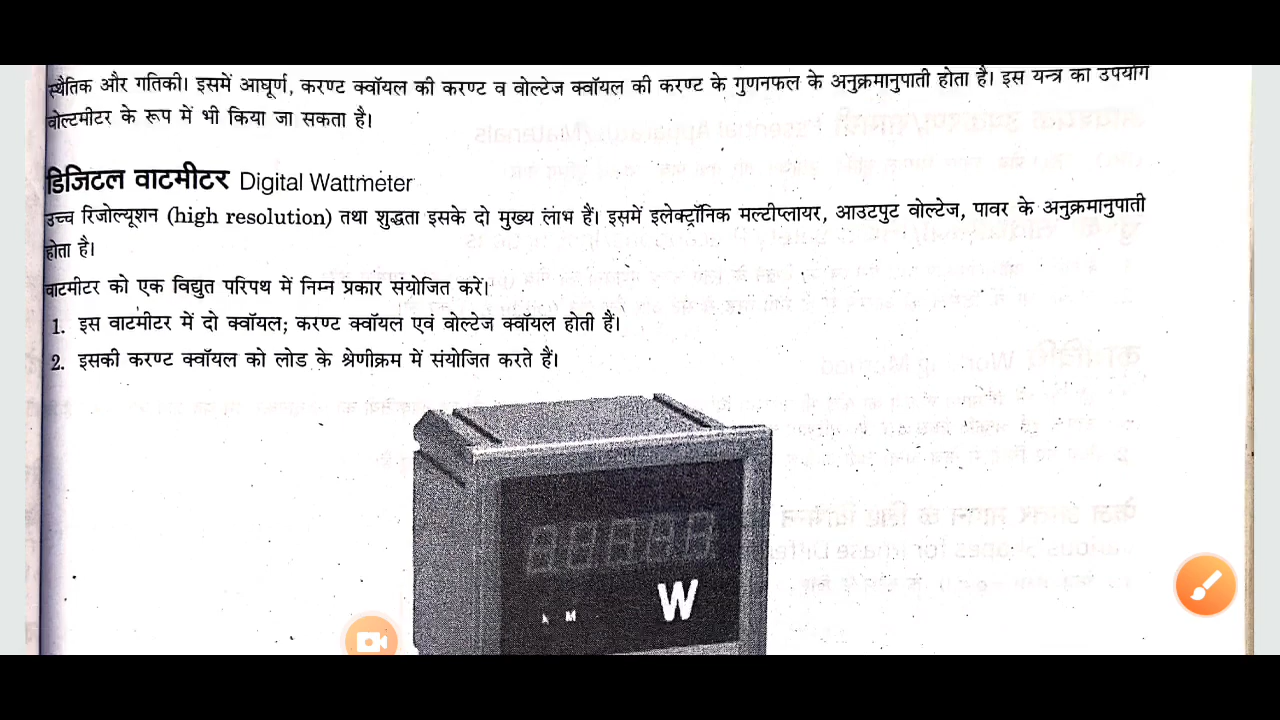 स्थैतिक और गतिकी। इसमें आघूर्ण, करण्ट क्वॉयल की करण्ट व वोल्टेज क्वॉयल की करण्ट के गुणनफल के अनुक्रमानुपाती होता है। इस यन्त्र का उपयोग
वोल्टमीटर के रूप में भी किया जा सकता है।
डिजिटल वाटमीटर Digital Wattmeter
उच्च रिजोल्यूशन (high resolution) तथा शुद्धता इसके दो मुख्य लाभ हैं। इसमें इलेक्ट्रॉनिक मल्टीप्लायर, आउटपुट वोल्टेज, पावर के अनुक्रमानुपाती
होता है।
वाटमीटर को एक विद्युत परिपथ में निम्न प्रकार संयोजित करें।
1. इस वाटमीटर में दो क्वॉयल; करण्ट क्वॉयल एवं वोल्टेज क्वॉयल होती हैं।
2. इसकी करण्ट क्वॉयल को लोड के श्रेणीक्रम में संयोजित करते हैं।
W
M